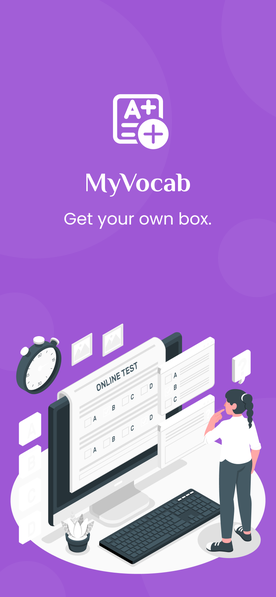 A+
MyVocab
Get your own box.
ONLINE TEST
A B C D
A B C D
A
B
C